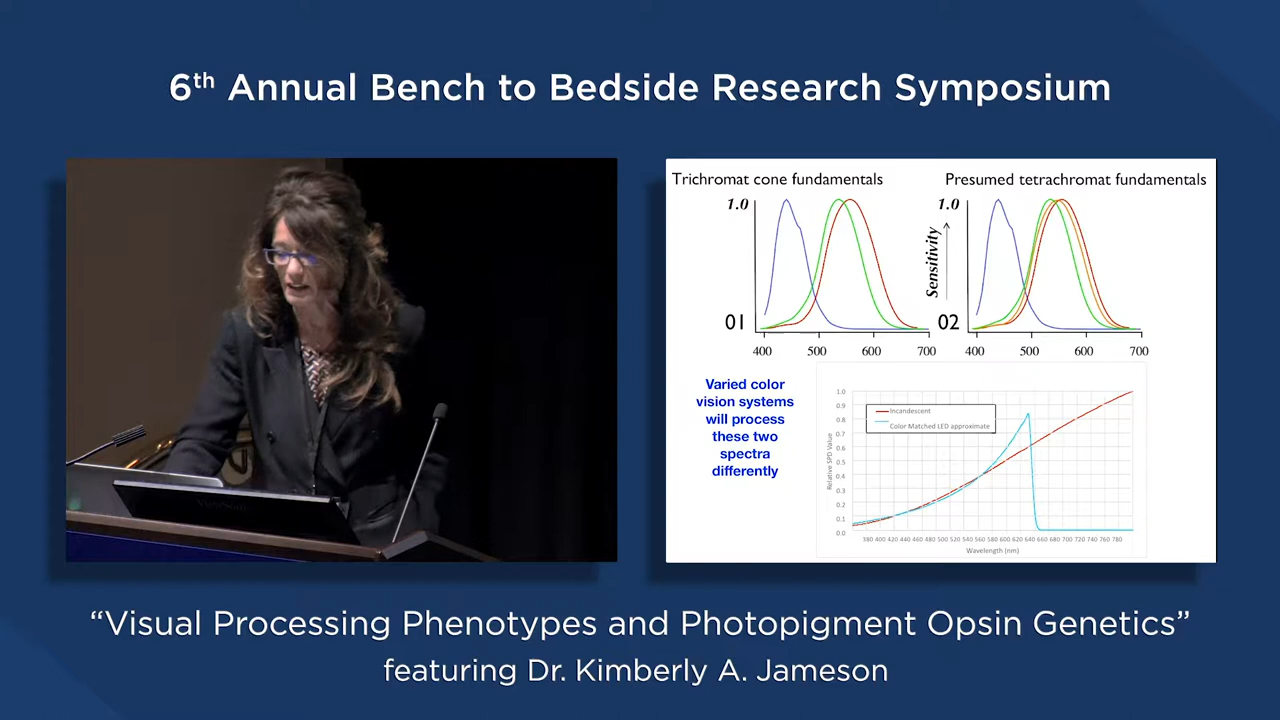 6th Annual Bench to Bedside Research Symposium
Trichromat cone fundamentals
1.0
01
400 500 600 700
Presumed tetrachromat fundamentals
1.0
Sensitivity
02
400 500 600 700
Varied color
vision systems
will process
these two
spectra
differently
Incandescent
Color Matched LED approximate
Relative SPD Value
1.0
0.9
0.8
0.7
0.6
0.5
0.4
0.3
0.2
0.1
0.0
380 400 420 440 460 480 500 520 540 560 580 600 620 640 660 680 700 720 740 760 780
Wavelength (nm)
“Visual Processing Phenotypes and Photopigment Opsin Genetics”
featuring Dr. Kimberly A. Jameson